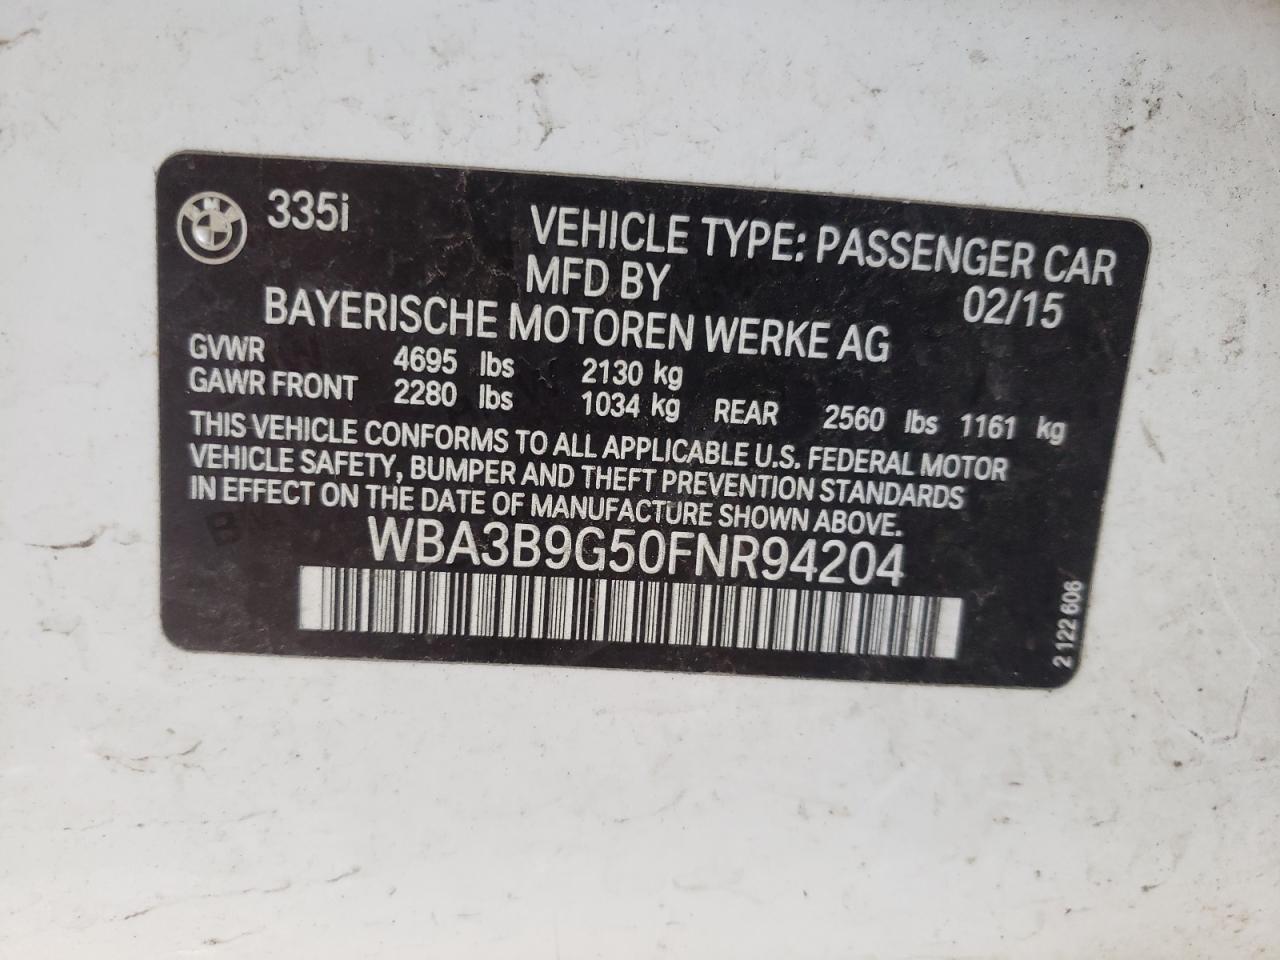 335i
VEHICLE TYPE: PASSENGER CAR
MFD BY 02/15
BAYERISCHE MOTOREN WERKE AG
GVWR 4695 lbs 2130 kg
GAWR FRONT 2280 lbs 1034 kg REAR 2560 lbs 1161 kg
THIS VEHICLE CONFORMS TO ALL APPLICABLE U.S. FEDERAL MOTOR
VEHICLE SAFETY, BUMPER AND THEFT PREVENTION STANDARDS
IN EFFECT ON THE DATE OF MANUFACTURE SHOWN ABOVE.
WBA3B9G50FNR94204
2 122 606